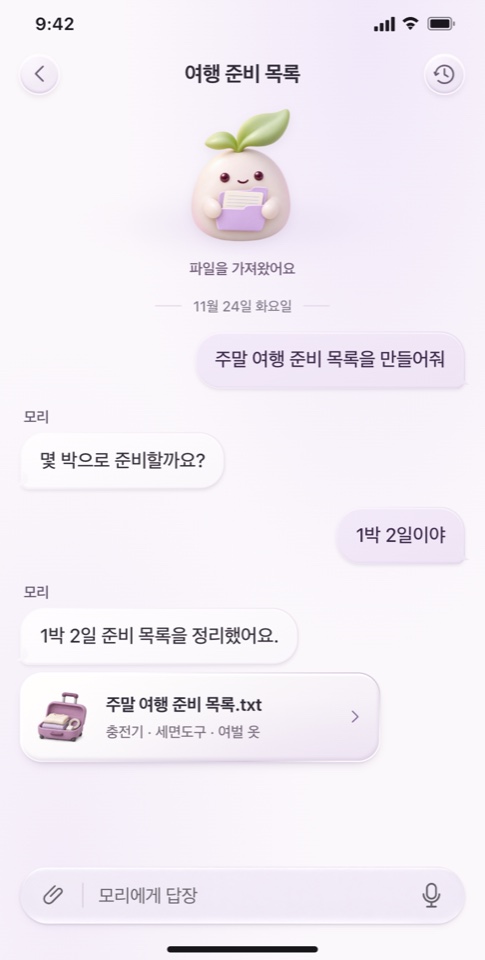 9:42
여행 준비 목록
파일을 가져왔어요
11월 24일 화요일
주말 여행 준비 목록을 만들어줘
모리
몇 박으로 준비할까요?
1박 2일이야
모리
1박 2일 준비 목록을 정리했어요.
주말 여행 준비 목록.txt
충전기 · 세면도구 · 여벌 옷
모리에게 답장